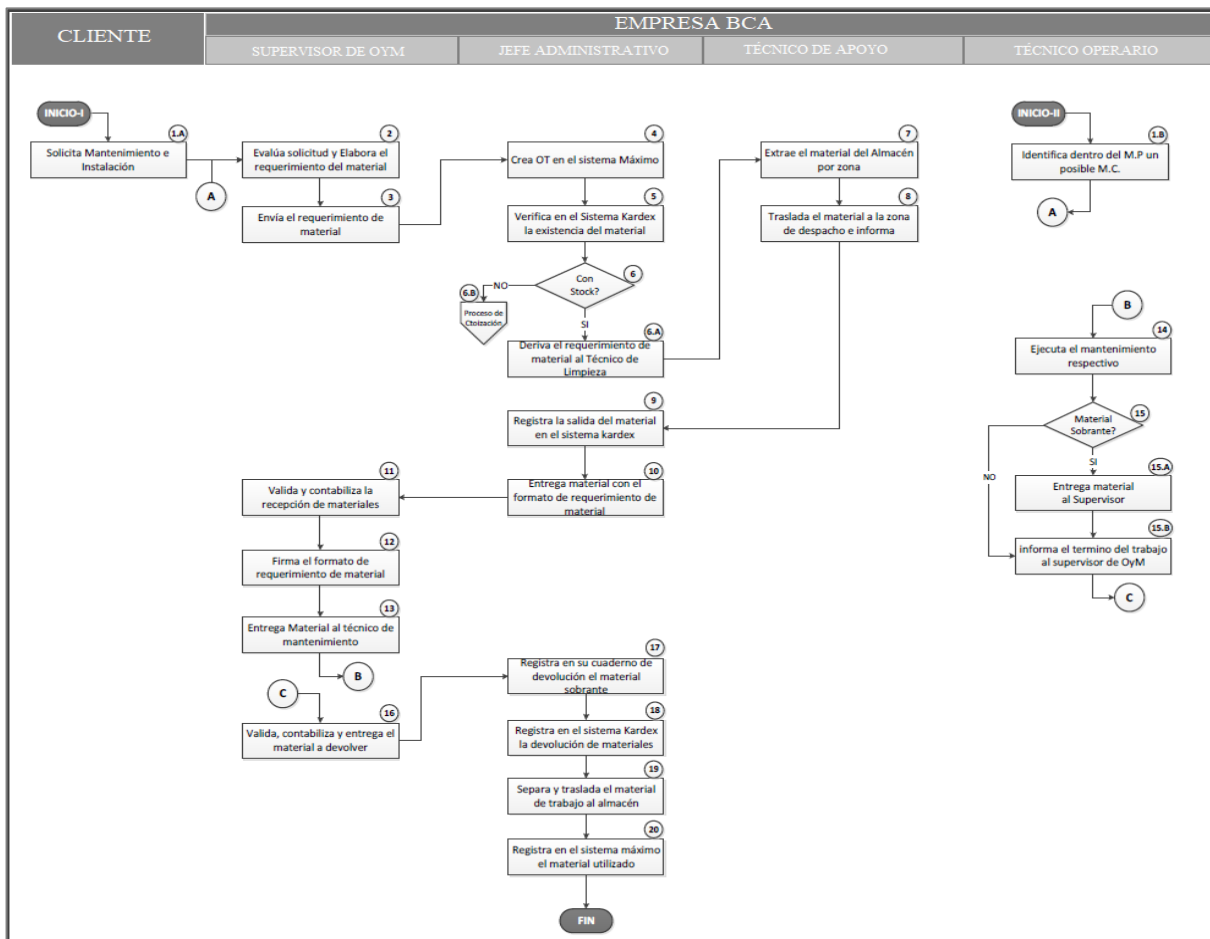 CLIENTE
EMPRESA BCA
SUPERVISOR DE OYM
JEFE ADMINISTRATIVO
TÉCNICO DE APOYO
TÉCNICO OPERARIO
INICIO-I
1.A
Solicita Mantenimiento e
Instalación
A
2
Evalúa solicitud y Elabora el
requerimiento del material
3
Envía el requerimiento de
material
4
Crea OT en el sistema Máximo
5
Verifica en el Sistema Kardex
la existencia del material
6
Con
Stock?
NO
6.B
Proceso de
Ctoización
SI
6.A
Deriva el requerimiento de
material al Técnico de
Limpieza
7
Extrae el material del Almacén
por zona
8
Traslada el material a la zona
de despacho e informa
9
Registra la salida del material
en el sistema kardex
10
Entrega material con el
formato de requerimiento de
material
11
Valida y contabiliza la
recepción de materiales
12
Firma el formato de
requerimiento de material
13
Entrega Material al técnico de
mantenimiento
B
C
16
Valida, contabiliza y entrega el
material a devolver
17
Registra en su cuaderno de
devolución el material
sobrante
18
Registra en el sistema Kardex
la devolución de materiales
19
Separa y traslada el material
de trabajo al almacén
20
Registra en el sistema máximo
el material utilizado
FIN
INICIO-II
1.B
Identifica dentro del M.P un
posible M.C.
A
B
14
Ejecuta el mantenimiento
respectivo
15
Material
Sobrante?
SI
NO
15.A
Entrega material
al Supervisor
15.B
informa el termino del trabajo
al supervisor de OyM
C